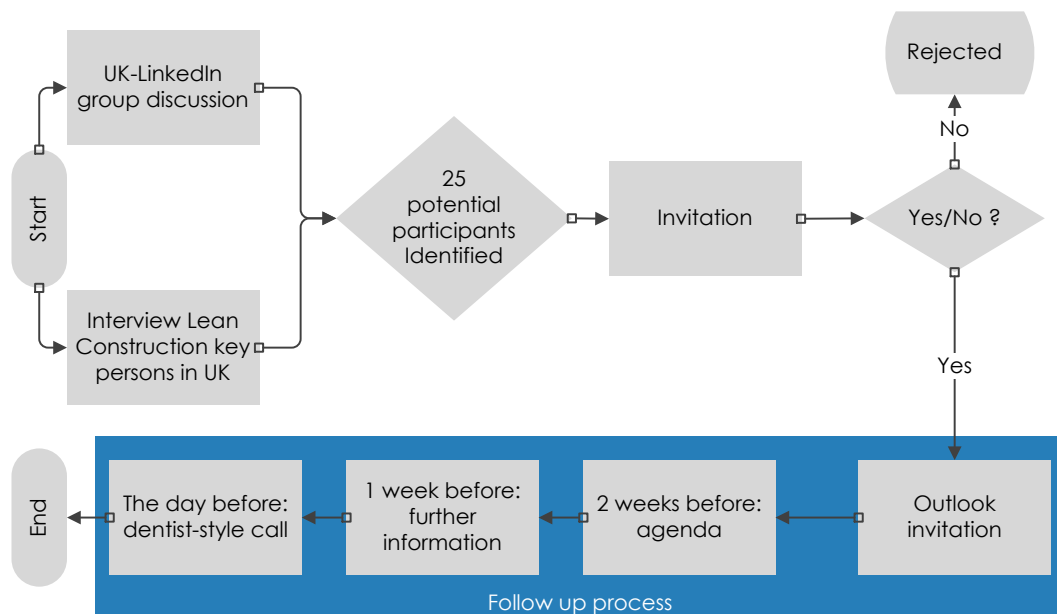 Start
UK-LinkedIn
group discussion
Interview Lean
Construction key
persons in UK
25
potential
participants
Identified
Invitation
Yes/No ?
No
Rejected
Yes
Outlook
invitation
2 weeks before:
agenda
1 week before:
further
information
The day before:
dentist-style call
End
Follow up process